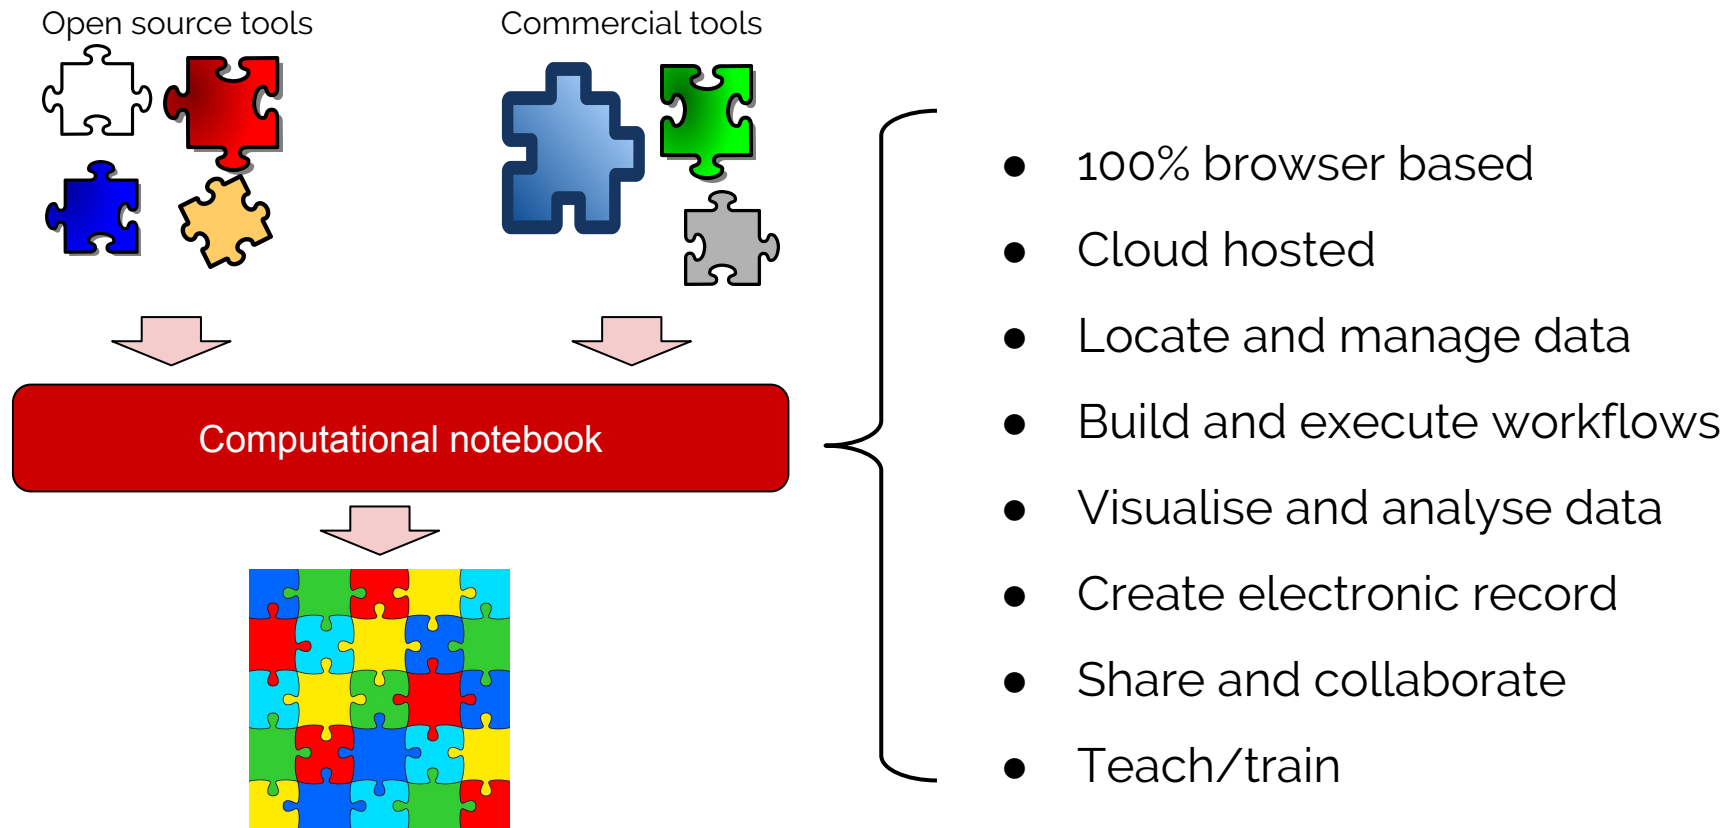 Open source tools
Commercial tools
Computational notebook
● 100% browser based
● Cloud hosted
● Locate and manage data
● Build and execute workflows
● Visualise and analyse data
● Create electronic record
● Share and collaborate
● Teach/train